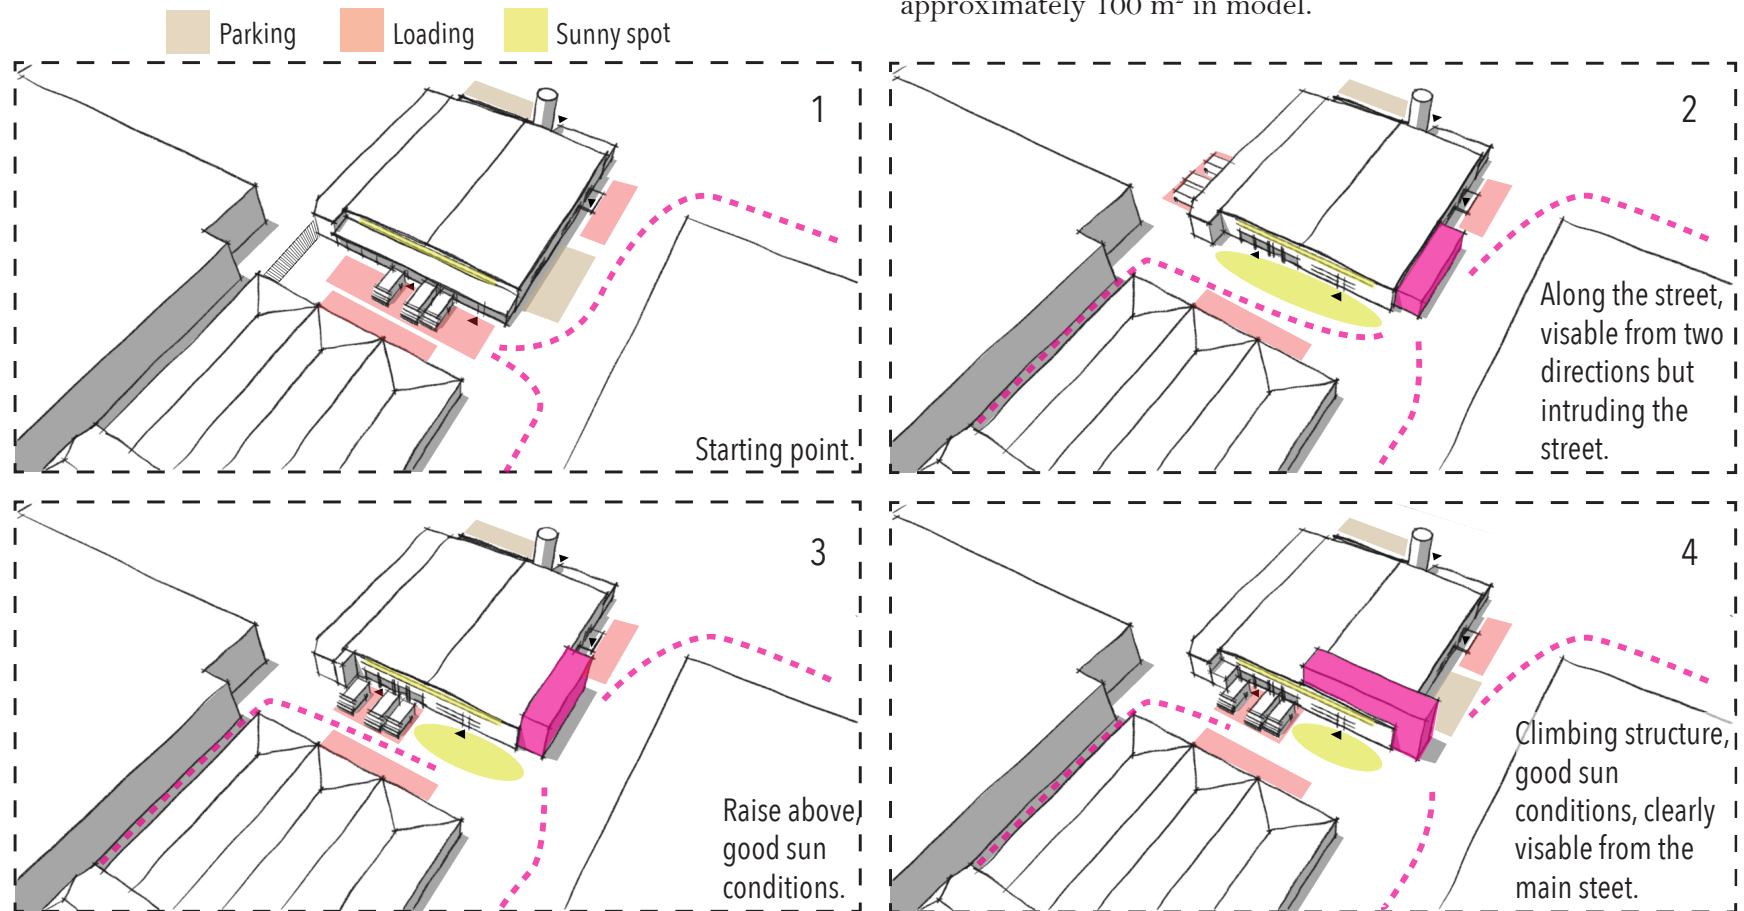 approximately 100 m² in model.
Parking
Loading
Sunny spot
1
Starting point.
2
Along the street,
visable from two
directions but
intruding the
street.
3
Raise above,
good sun
conditions.
4
Climbing structure,
good sun
conditions, clearly
visable from the
main steet.